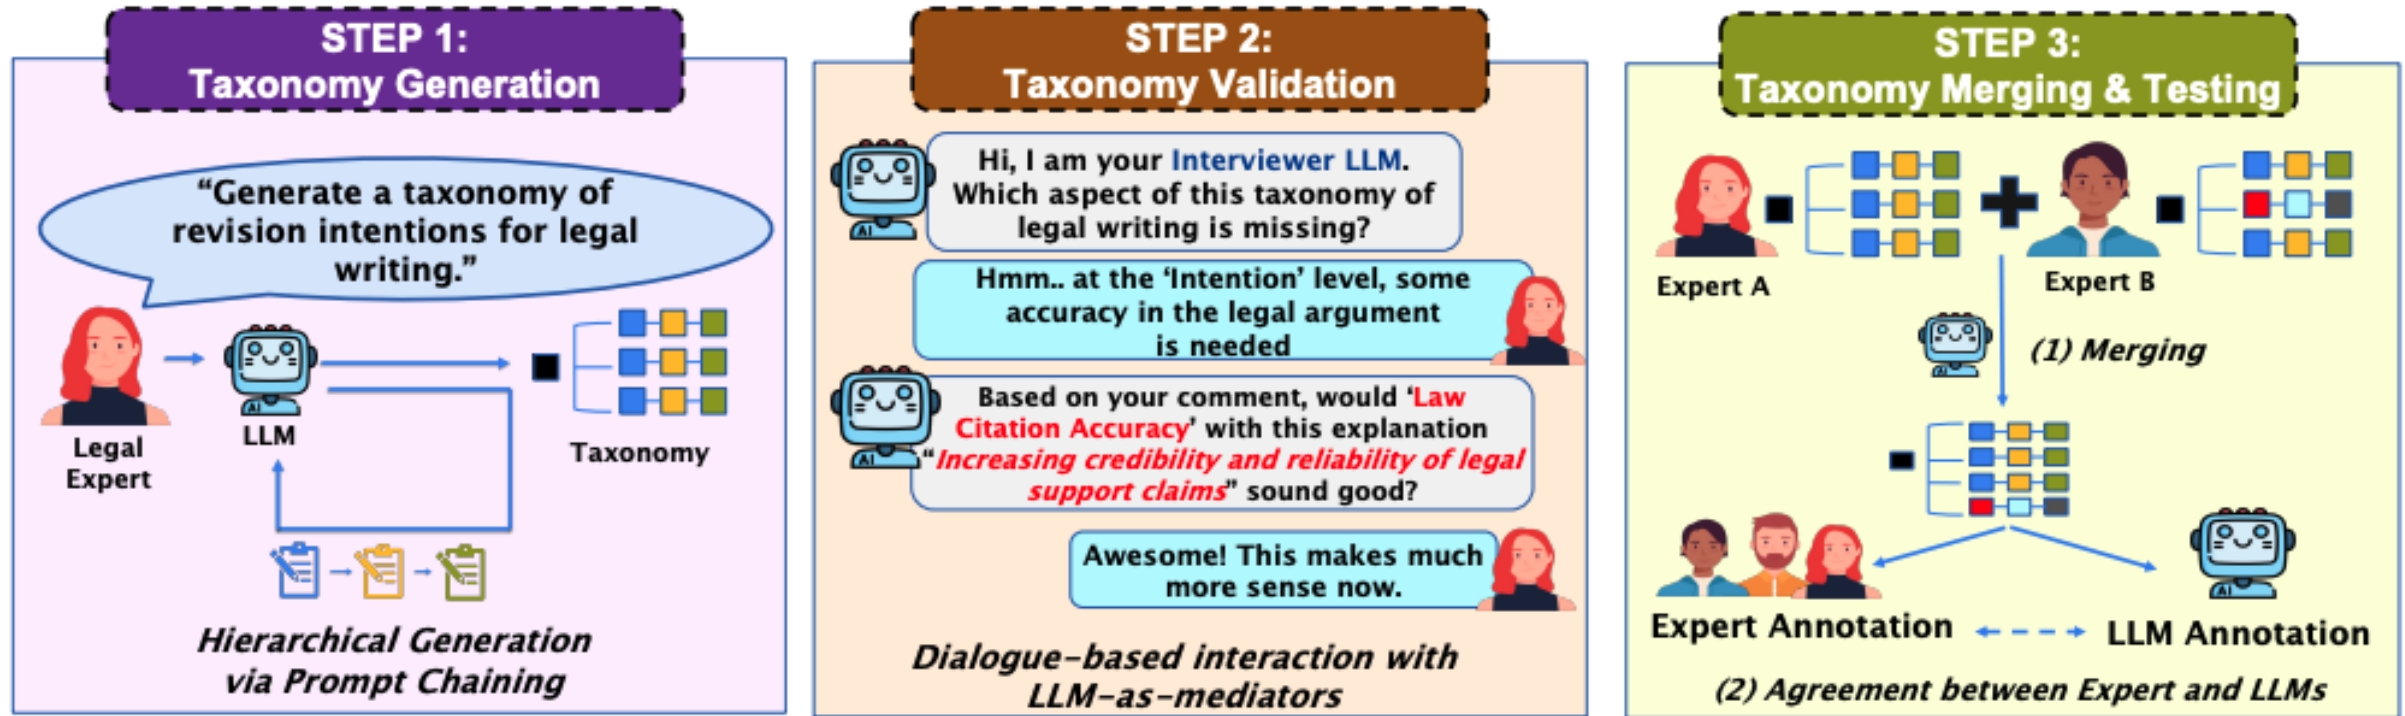 STEP 1:
Taxonomy Generation
“Generate a taxonomy of
revision intentions for legal
writing.”
AI
Legal
Expert
LLM
Taxonomy
Hierarchical Generation
via Prompt Chaining
STEP 2:
Taxonomy Validation
Hi, I am your Interviewer LLM.
Which aspect of this taxonomy of
legal writing is missing?
AI
Hmm.. at the ‘Intention’ level, some
accuracy in the legal argument
is needed
Based on your comment, would ‘Law
Citation Accuracy’ with this explanation
“Increasing credibility and reliability of legal
support claims” sound good?
AI
Awesome! This makes much
more sense now.
Dialogue-based interaction with
LLM-as-mediators
STEP 3:
Taxonomy Merging & Testing
Expert A
Expert B
(1) Merging
AI
AI
Expert Annotation
LLM Annotation
(2) Agreement between Expert and LLMs